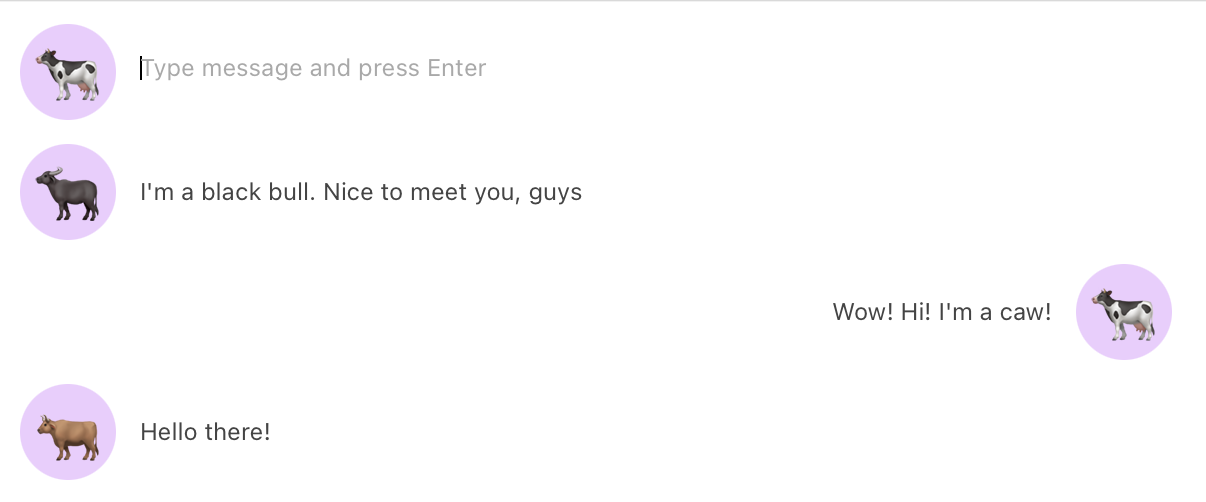 Type message and press Enter
I'm a black bull. Nice to meet you, guys
Wow! Hi! I'm a caw!
Hello there!